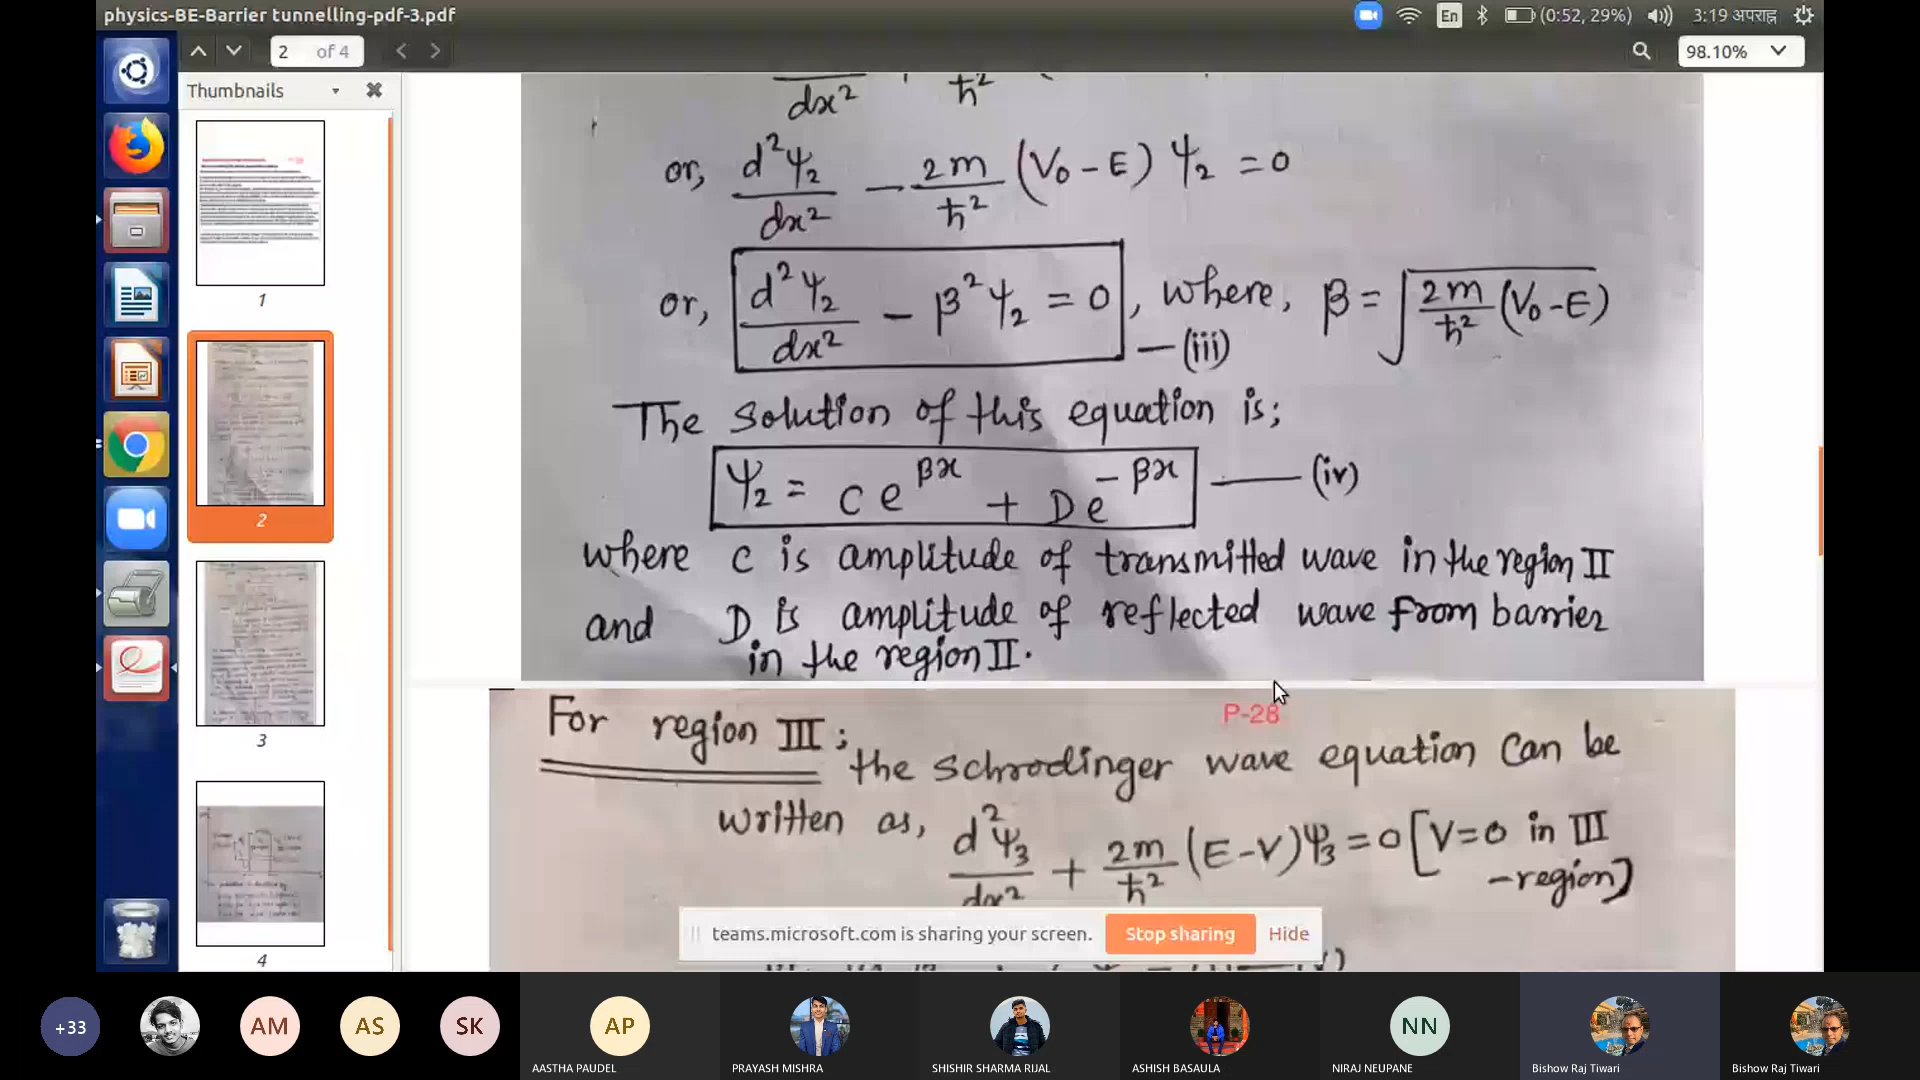 physics-BE-Barrier tunnelling-pdf-3.pdf
En
(0:52, 29%)
3:19 अपराह्न
2 of 4
98.10%
Thumbnails
1
2
3
4
dx²
ħ²
or, d²Ψ₂/dx² − 2m/ħ² (V₀ − E) Ψ₂ = 0
or, d²Ψ₂/dx² − β²Ψ₂ = 0, where, β = √(2m/ħ² (V₀ − E))
— (iii)
The solution of this equation is;
Ψ₂ = C e^{βx} + D e^{−βx} —— (iv)
where C is amplitude of transmitted wave in the region II
and D is amplitude of reflected wave from barrier
in the region II.
P-28
For region III; the schrodinger wave equation can be
written as, d²Ψ₃/dx² + 2m/ħ² (E − V)Ψ₃ = 0 [V = 0 in III
-region]
teams.microsoft.com is sharing your screen.
Stop sharing
Hide
+33
AM
AS
SK
AP
NN
AASTHA PAUDEL
PRAYASH MISHRA
SHISHIR SHARMA RIJAL
ASHISH BASAULA
NIRAJ NEUPANE
Bishow Raj Tiwari
Bishow Raj Tiwari